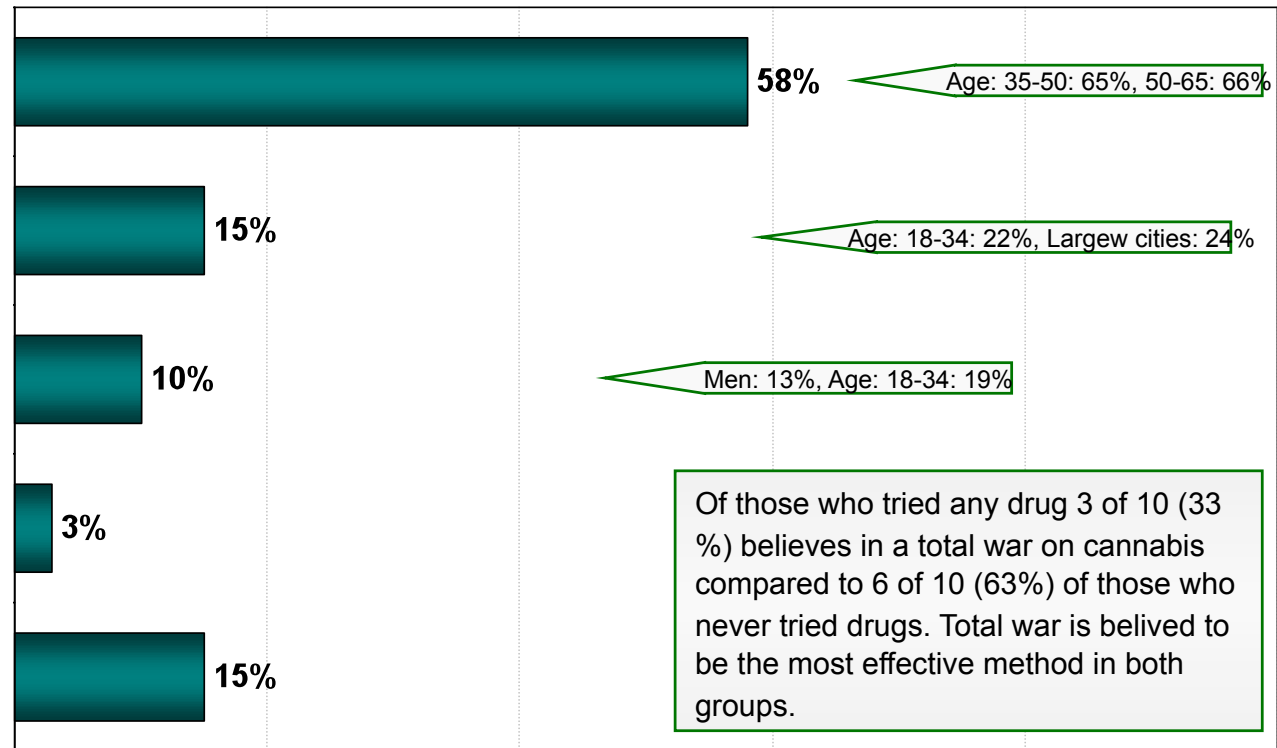 58%
Age: 35-50: 65%, 50-65: 66%
15%
Age: 18-34: 22%, Largew cities: 24%
10%
Men: 13%, Age: 18-34: 19%
3%
Of those who tried any drug 3 of 10 (33
%) believes in a total war on cannabis
compared to 6 of 10 (63%) of those who
never tried drugs. Total war is belived to
be the most effective method in both
groups.
15%